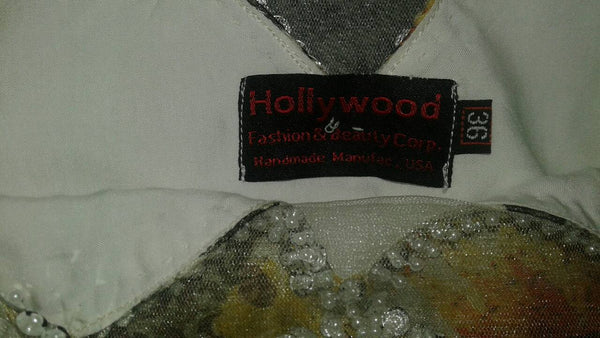 Hollywood
Fashion & Beauty Corp.
Handmade Manufac., USA
36